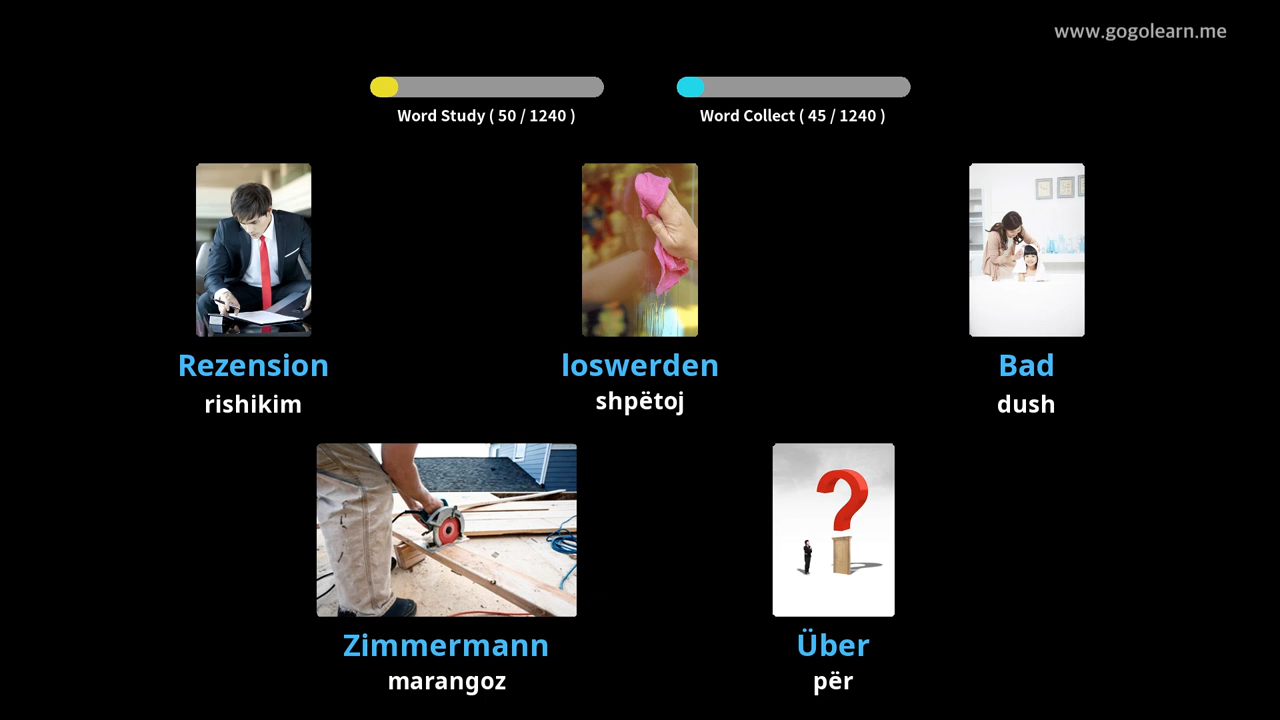 www.gogolearn.me
Word Study ( 50 / 1240 )
Word Collect ( 45 / 1240 )
Rezension
rishikim
loswerden
shpëtoj
Bad
dush
Zimmermann
marangoz
Über
për